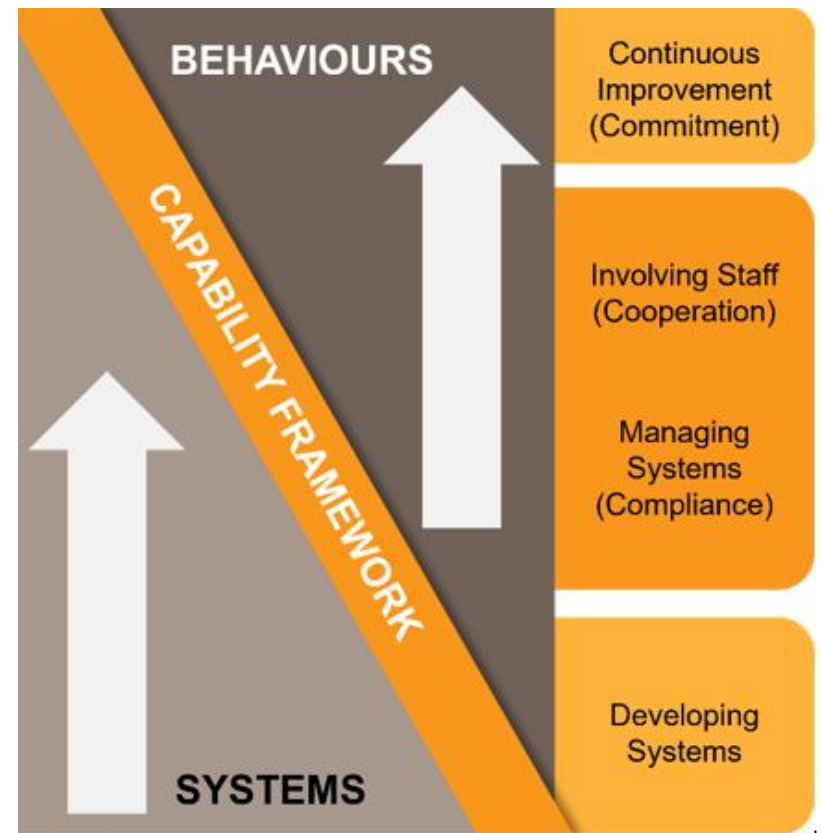 BEHAVIOURS
CAPABILITY FRAMEWORK
SYSTEMS
Continuous
Improvement
(Commitment)
Involving Staff
(Cooperation)
Managing
Systems
(Compliance)
Developing
Systems